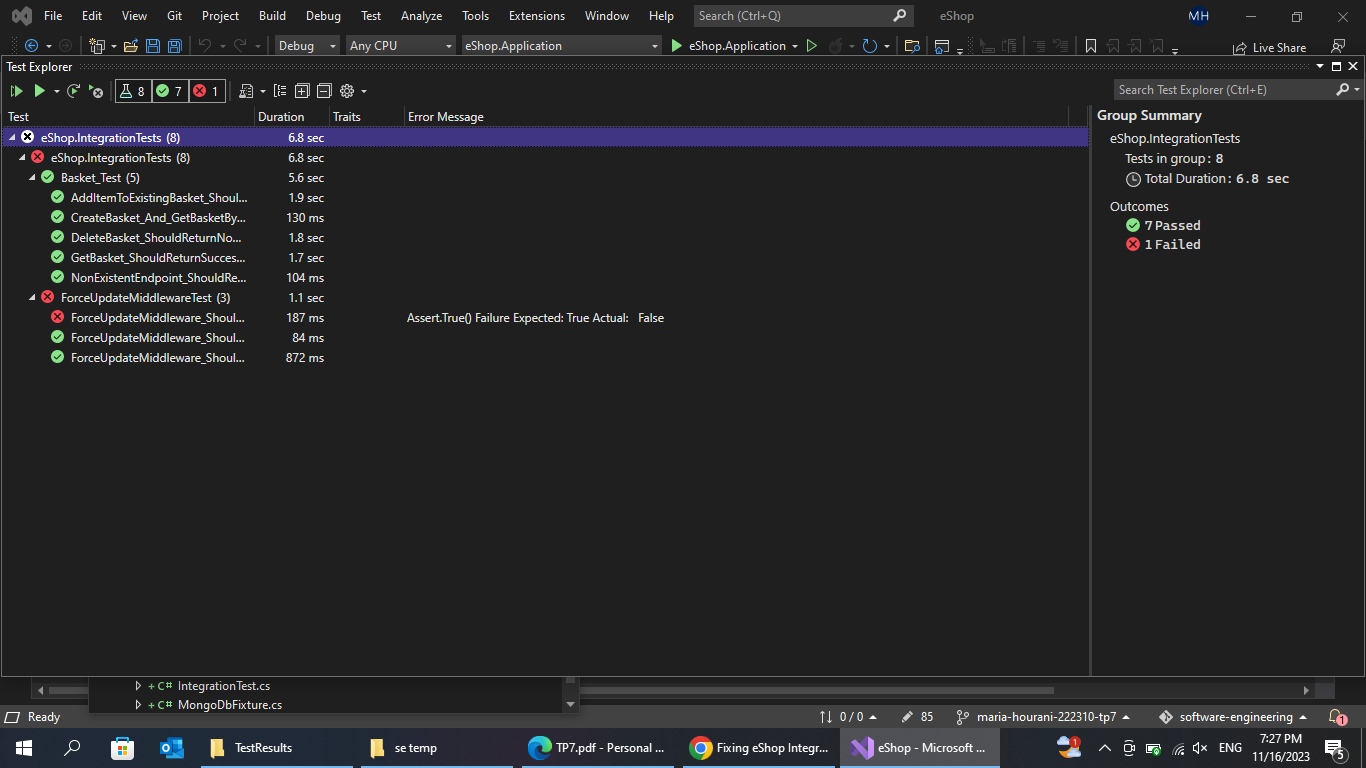 File Edit View Git Project Build Debug Test Analyze Tools Extensions Window Help Search (Ctrl+Q) eShop MH
Debug Any CPU eShop.Application eShop.Application Live Share
Test Explorer
8 7 1 Search Test Explorer (Ctrl+E)
Test Duration Traits Error Message Group Summary
eShop.IntegrationTests (8) 6.8 sec
eShop.IntegrationTests
eShop.IntegrationTests (8) 6.8 sec
Tests in group: 8
Basket_Test (5) 5.6 sec
Total Duration: 6.8 sec
AddItemToExistingBasket_Shoul... 1.9 sec
Outcomes
CreateBasket_And_GetBasketBy... 130 ms
7 Passed
DeleteBasket_ShouldReturnNo... 1.8 sec
1 Failed
GetBasket_ShouldReturnSucces... 1.7 sec
NonExistentEndpoint_ShouldRe... 104 ms
ForceUpdateMiddlewareTest (3) 1.1 sec
ForceUpdateMiddleware_Shoul... 187 ms Assert.True() Failure Expected: True Actual: False
ForceUpdateMiddleware_Shoul... 84 ms
ForceUpdateMiddleware_Shoul... 872 ms
+ C# IntegrationTest.cs
+ C# MongoDbFixture.cs
Ready 0 / 0 85 maria-hourani-222310-tp7 software-engineering 1
TestResults se temp TP7.pdf - Personal ... Fixing eShop Integr... eShop - Microsoft ... 1 ENG 7:27 PM
11/16/2023 5